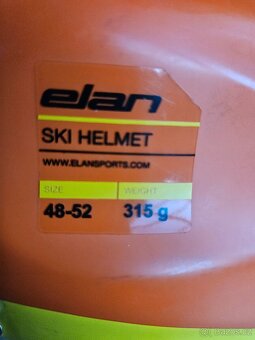 elan
SKI HELMET
WWW.ELANSPORTS.COM
SIZE WEIGHT
48-52 315 g